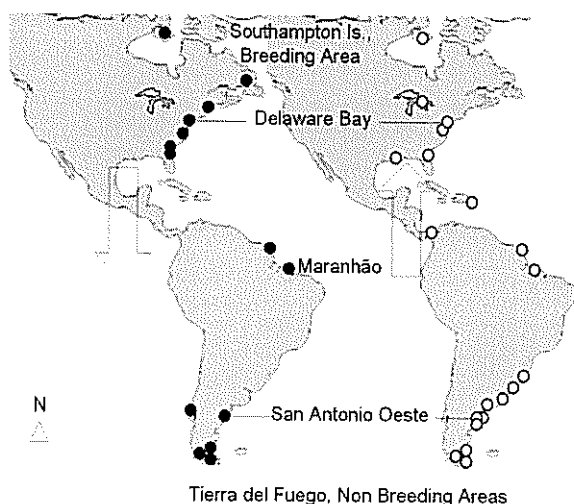 Southampton Is.,
Breeding Area
Delaware Bay
Maranhão
San Antonio Oeste
N
Tierra del Fuego, Non Breeding Areas